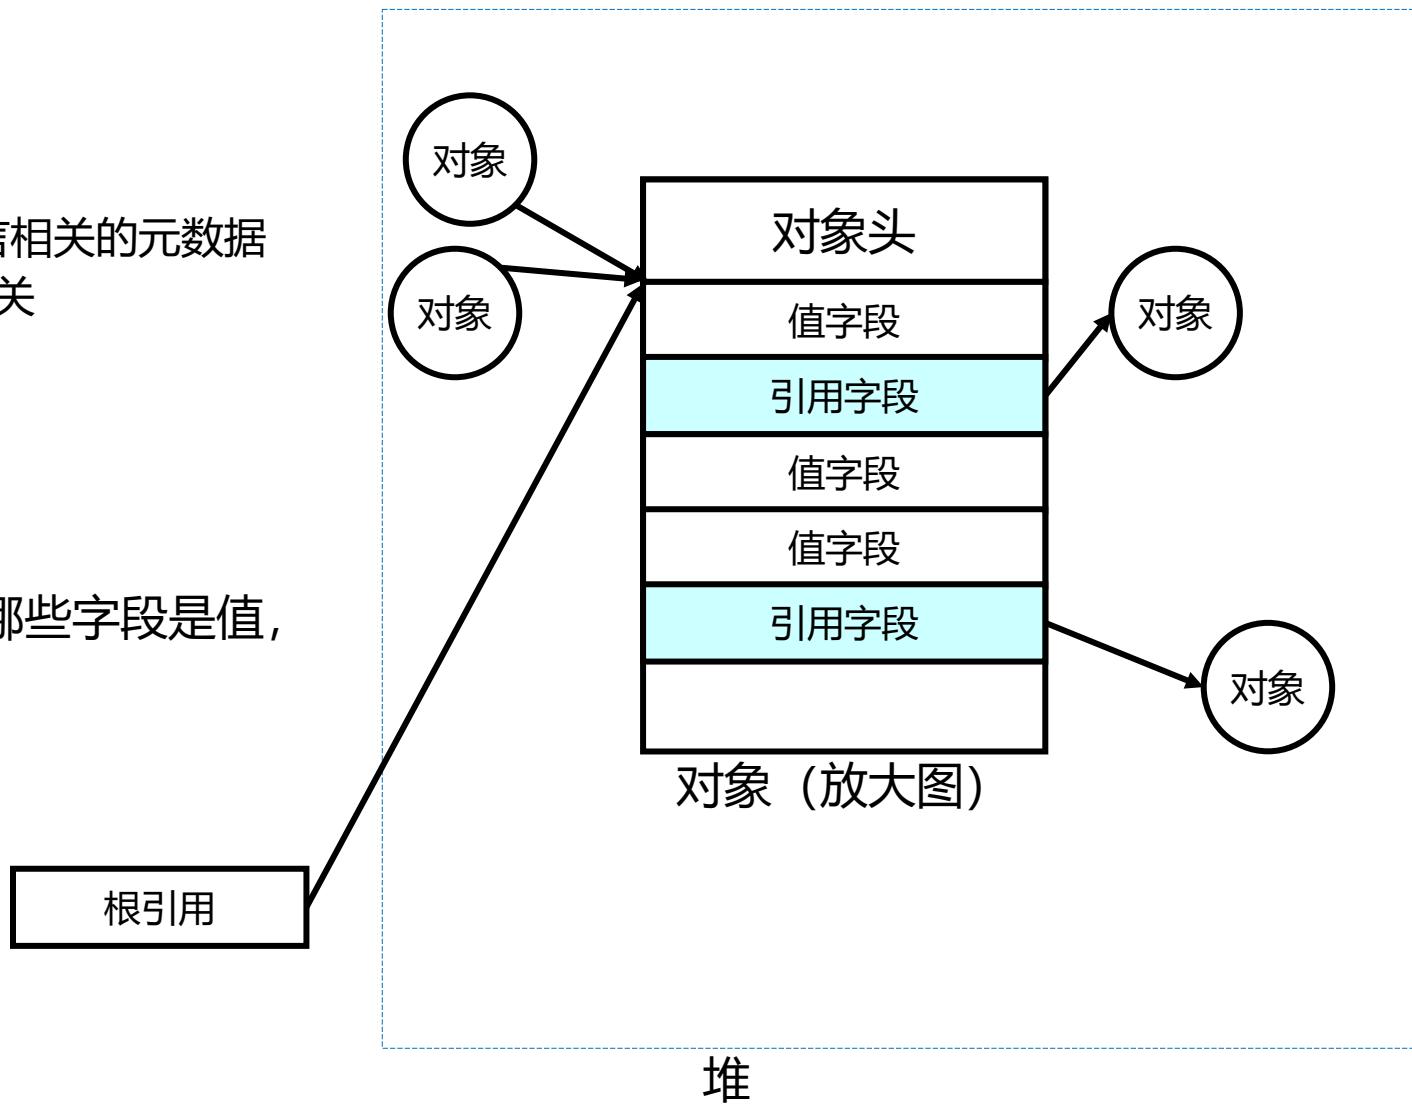 对象
对象头
言相关的元数据
关
对象
值字段
对象
引用字段
值字段
值字段
那些字段是值,
引用字段
对象
对象（放大图）
根引用
堆